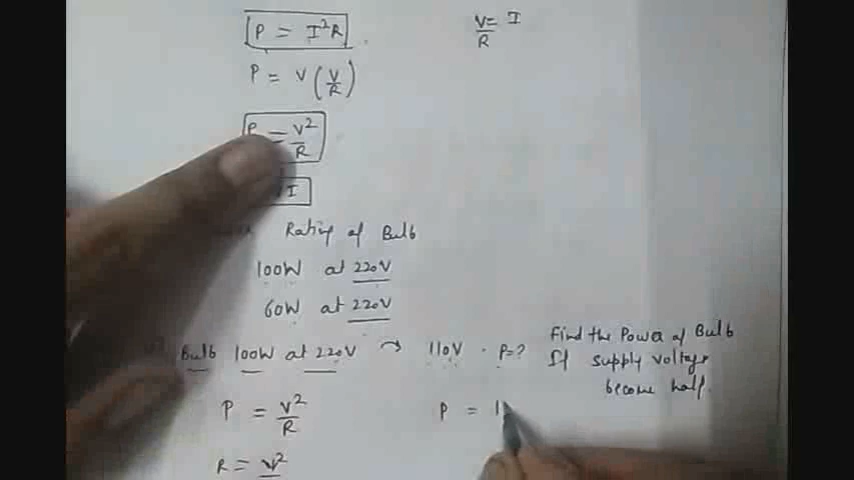 P = I²R
V/R = I
P = V (V/R)
P = V²/R
I
Rating of Bulb
100W at 220V
60W at 220V
Bulb 100W at 220V → 110V P=?
Find the Power of Bulb
If supply voltage
become half.
P = V²/R
P = 1
R = V²